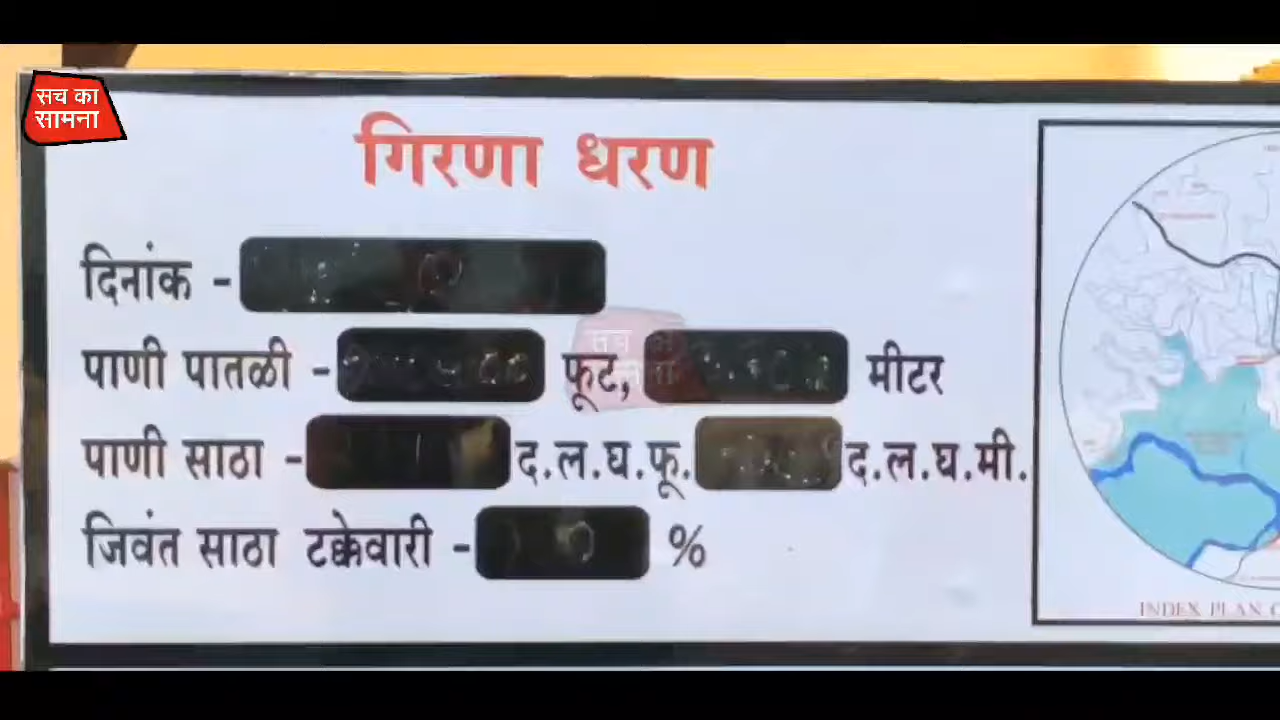 सच का
सामना
गिरणा धरण
दिनांक -
पाणी पातळी - फूट, मीटर
पाणी साठा - द.ल.घ.फू. द.ल.घ.मी.
जिवंत साठा टक्केवारी - %
INDEX PLAN